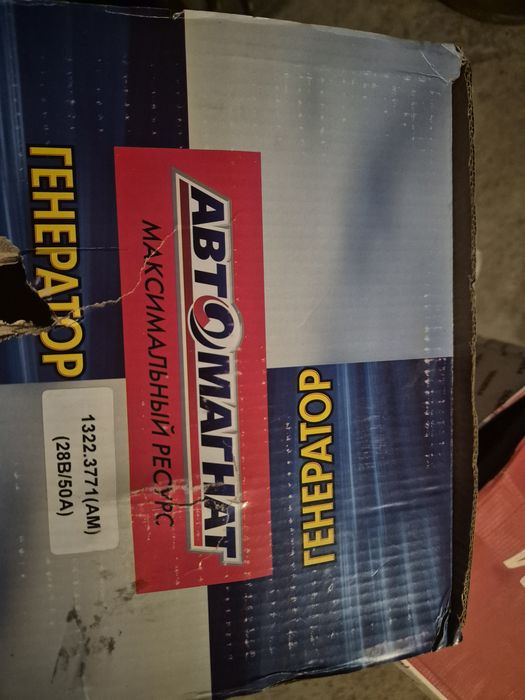 ГЕНЕРАТОР
АВТОМАГНАТ
МАКСИМАЛЬНЫЙ РЕСУРС
ГЕНЕРАТОР
1322.3771(АМ)
(28В/50А)